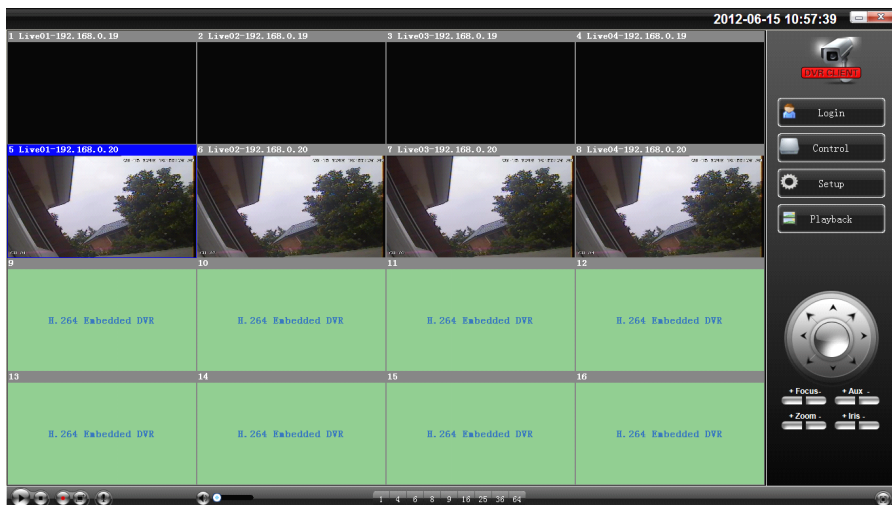 2012-06-15 10:57:39
1 Live01-192.168.0.19
2 Live02-192.168.0.19
3 Live03-192.168.0.19
4 Live04-192.168.0.19
DVR CLIENT
Login
Control
Setup
Playback
5 Live01-192.168.0.20
6 Live02-192.168.0.20
7 Live03-192.168.0.20
8 Live04-192.168.0.20
9
10
11
12
H.264 Embedded DVR
H.264 Embedded DVR
H.264 Embedded DVR
H.264 Embedded DVR
13
14
15
16
H.264 Embedded DVR
H.264 Embedded DVR
H.264 Embedded DVR
H.264 Embedded DVR
+ Focus-
+ Aux -
+ Zoom -
+ Iris -
1 4 6 8 9 16 25 36 64